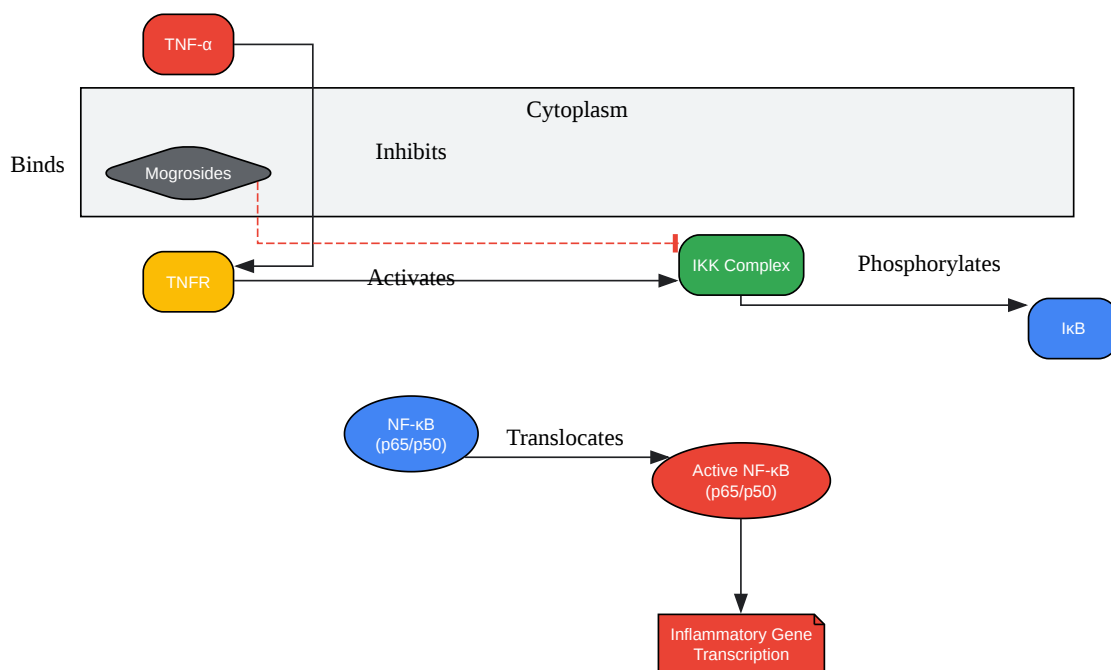 TNF-α
Cytoplasm
Inhibits
Binds
Mogrosides
TNFR
Activates
IKK Complex
Phosphorylates
IκB
NF-κB
(p65/p50)
Translocates
Active NF-κB
(p65/p50)
Inflammatory Gene
Transcription